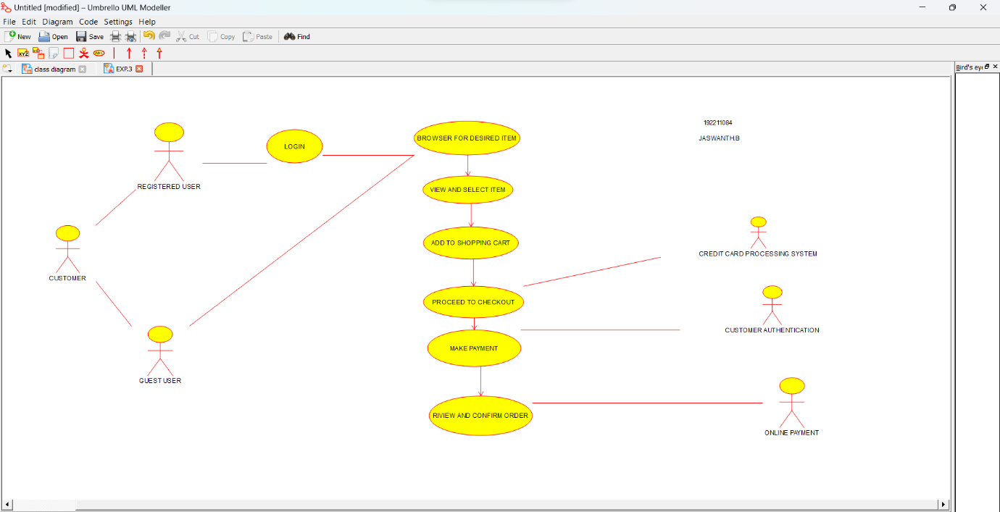 Untitled [modified] – Umbrello UML Modeller
File Edit Diagram Code Settings Help
New Open Save Cut Copy Paste Find
XYZ ABC
class diagram EXP.3 Bird's eye
192211084
JASWANTH.B
BROWSER FOR DESIRED ITEM
LOGIN
REGISTERED USER
VIEW AND SELECT ITEM
ADD TO SHOPPING CART
CREDIT CARD PROCESSING SYSTEM
CUSTOMER
PROCEED TO CHECKOUT
CUSTOMER AUTHENTICATION
MAKE PAYMENT
GUEST USER
RIVIEW AND CONFIRM ORDER
ONLINE PAYMENT